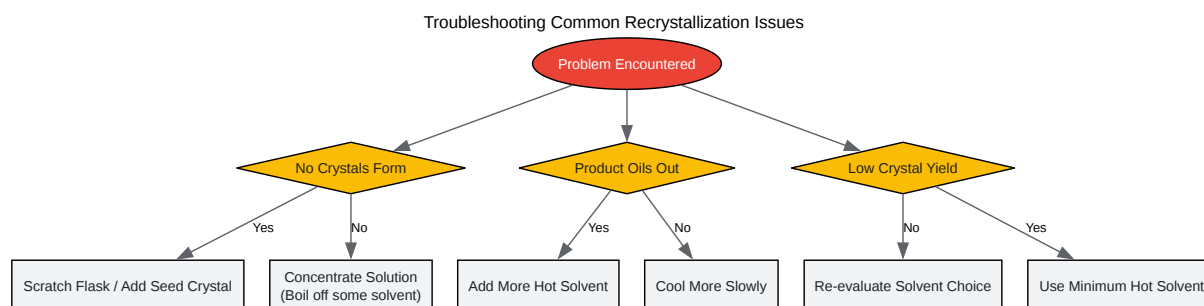 Troubleshooting Common Recrystallization Issues
Problem Encountered
No Crystals Form
Product Oils Out
Low Crystal Yield
Yes
No
Yes
No
No
Yes
Scratch Flask / Add Seed Crystal
Concentrate Solution
(Boil off some solvent)
Add More Hot Solvent
Cool More Slowly
Re-evaluate Solvent Choice
Use Minimum Hot Solvent